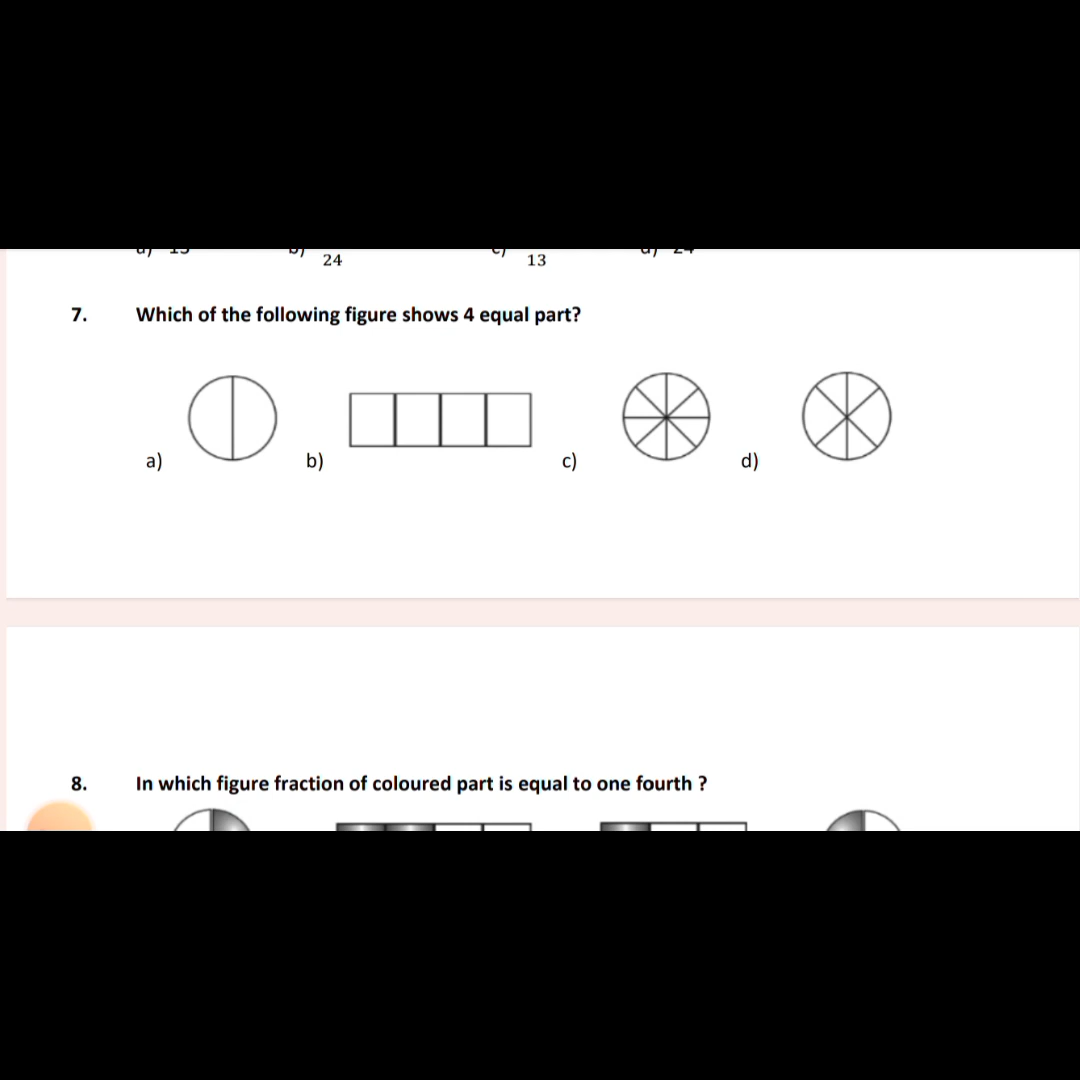 24 13
7. Which of the following figure shows 4 equal part?
a) b) c) d)
8. In which figure fraction of coloured part is equal to one fourth ?